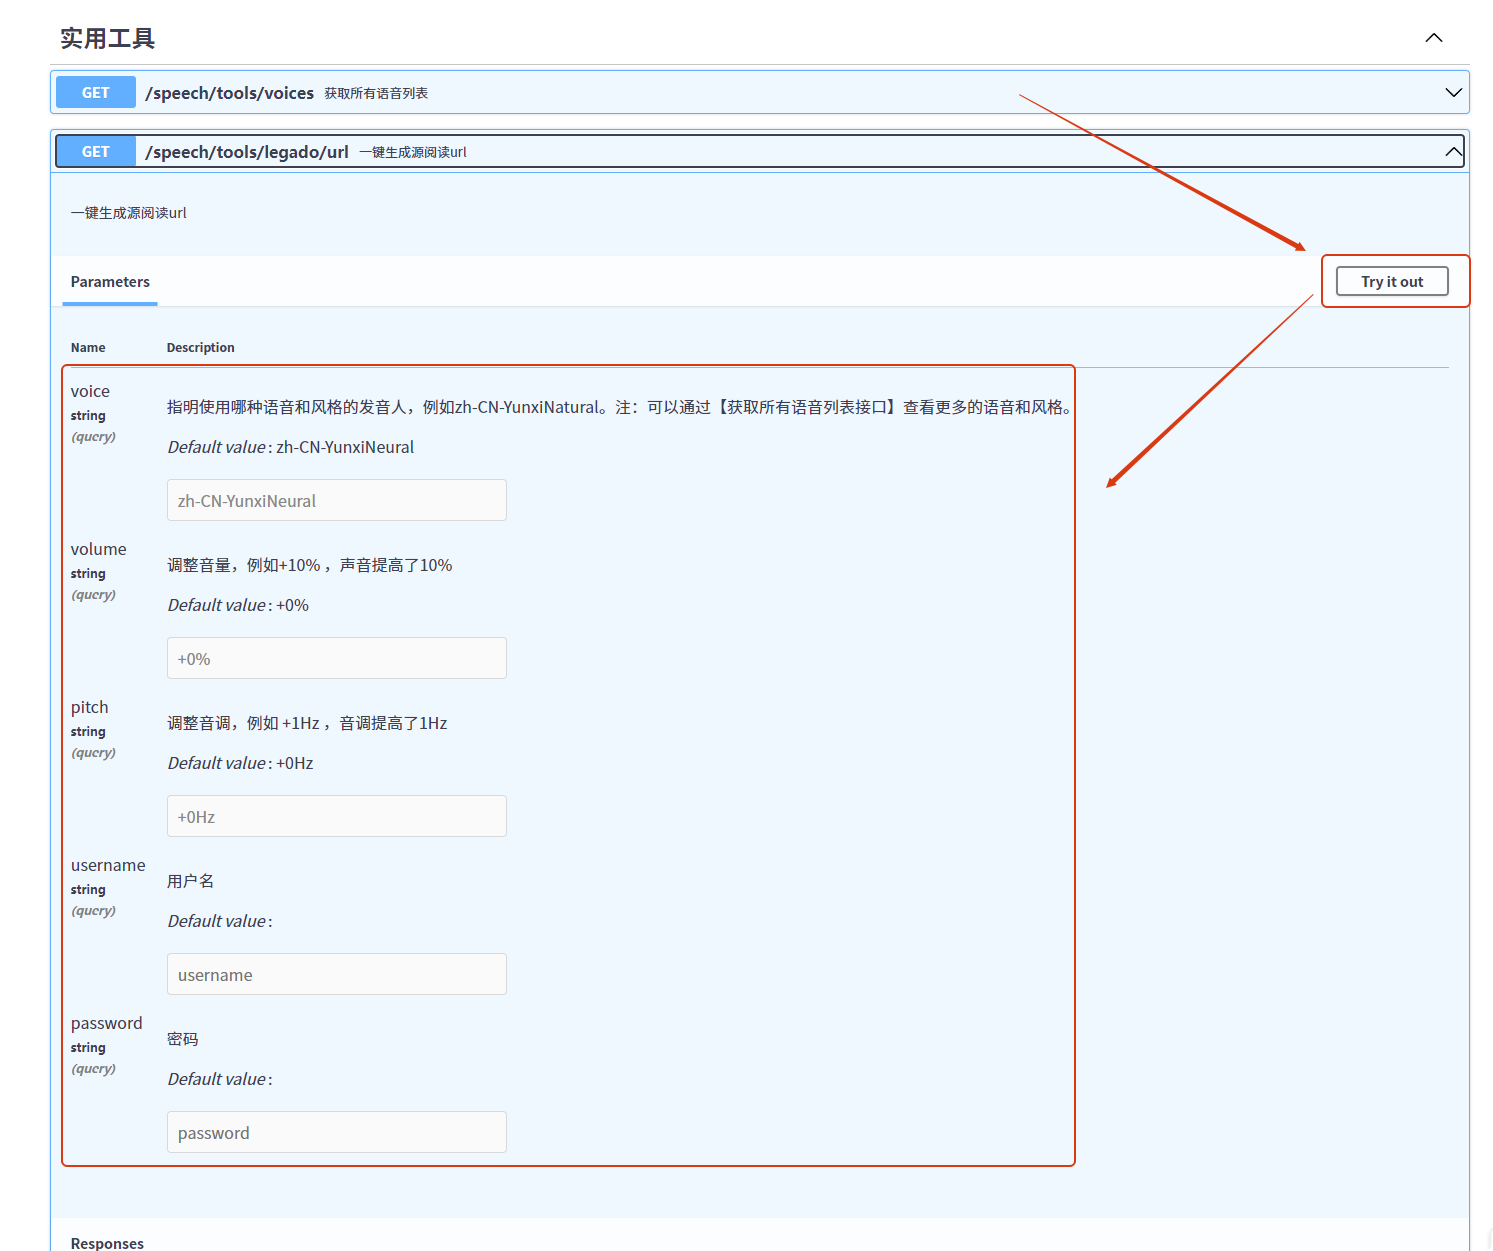 实用工具
GET /speech/tools/voices 获取所有语音列表
GET /speech/tools/legado/url 一键生成源阅读url
一键生成源阅读url
Parameters
Try it out
Name Description
voice
string
(query)
指明使用哪种语音和风格的发音人，例如zh-CN-YunxiNatural。注：可以通过【获取所有语音列表接口】查看更多的语音和风格。
Default value : zh-CN-YunxiNeural
zh-CN-YunxiNeural
volume
string
(query)
调整音量，例如+10% ，声音提高了10%
Default value : +0%
+0%
pitch
string
(query)
调整音调，例如 +1Hz ，音调提高了1Hz
Default value : +0Hz
+0Hz
username
string
(query)
用户名
Default value :
username
password
string
(query)
密码
Default value :
password
Responses